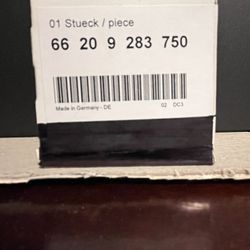 01 Stueck / piece
66 20 9 283 750
Made in Germany - DE 02 DC3